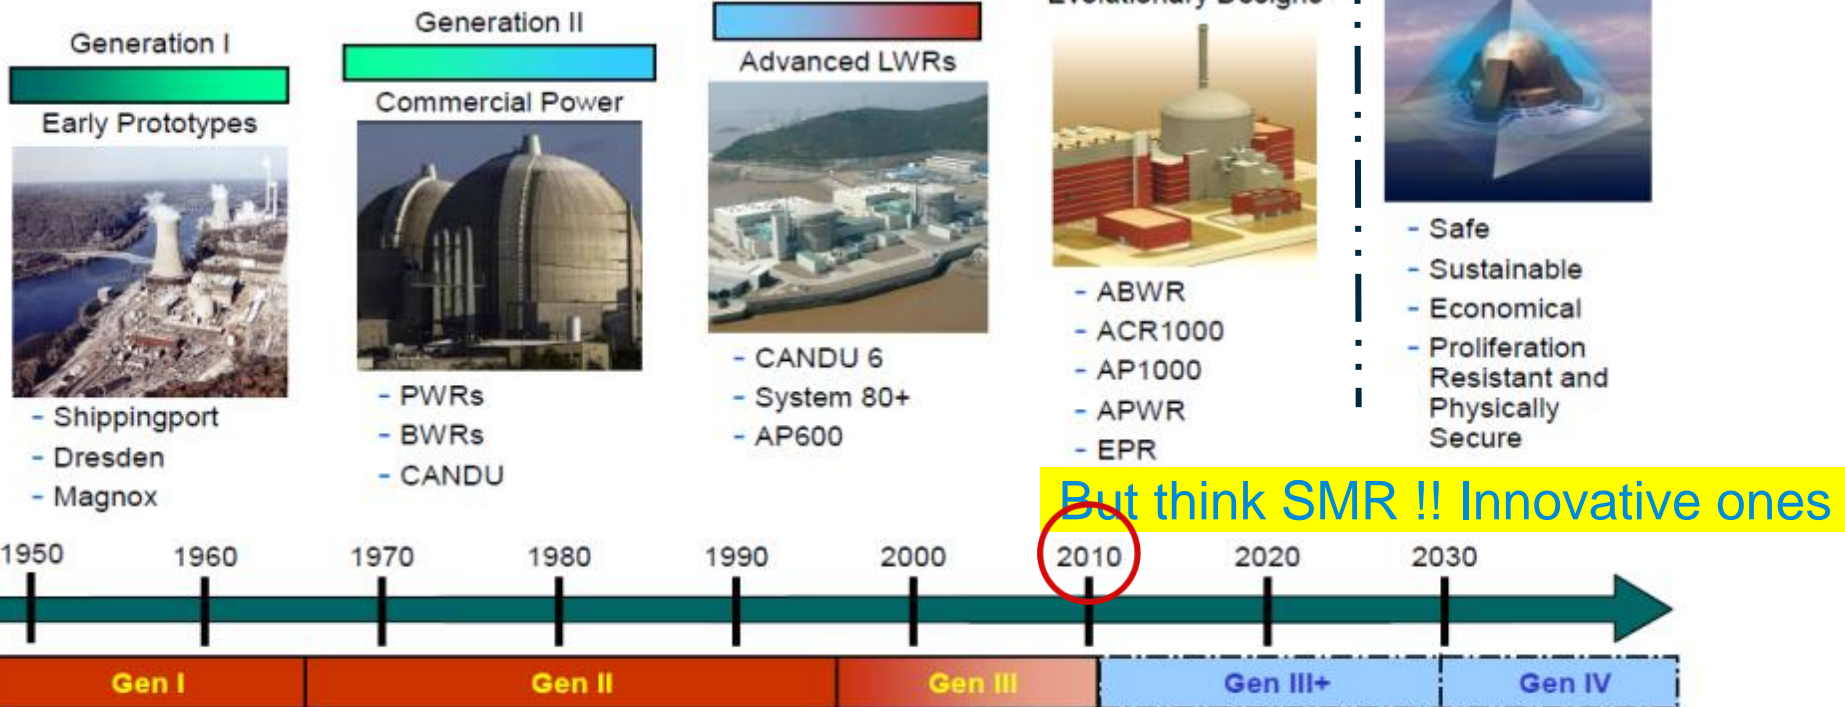 Generation I
Early Prototypes
- Shippingport
- Dresden
- Magnox
Generation II
Commercial Power
- PWRs
- BWRs
- CANDU
Advanced LWRs
- CANDU 6
- System 80+
- AP600
Evolutionary Designs
- ABWR
- ACR1000
- AP1000
- APWR
- EPR
- Safe
- Sustainable
- Economical
- Proliferation
Resistant and
Physically
Secure
But think SMR !! Innovative ones
1950 1960 1970 1980 1990 2000 2010 2020 2030
Gen I Gen II Gen III Gen III+ Gen IV